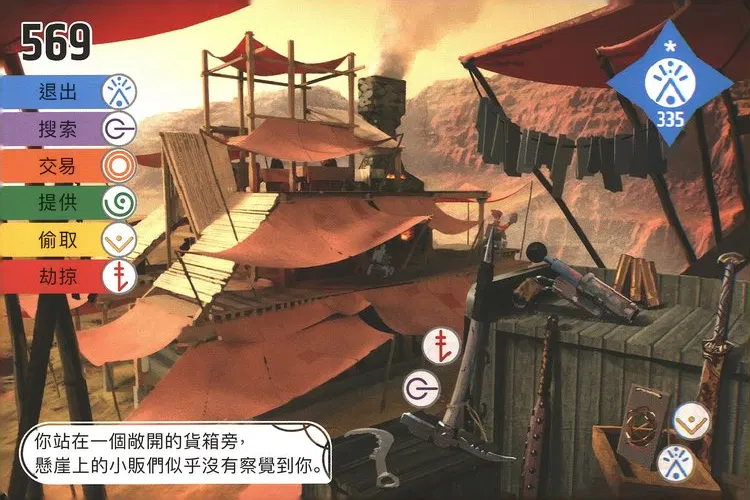 569
退出
搜索
交易
提供
偷取
劫掠
*
335
你站在一個敞開的貨箱旁，
懸崖上的小販們似乎沒有察覺到你。